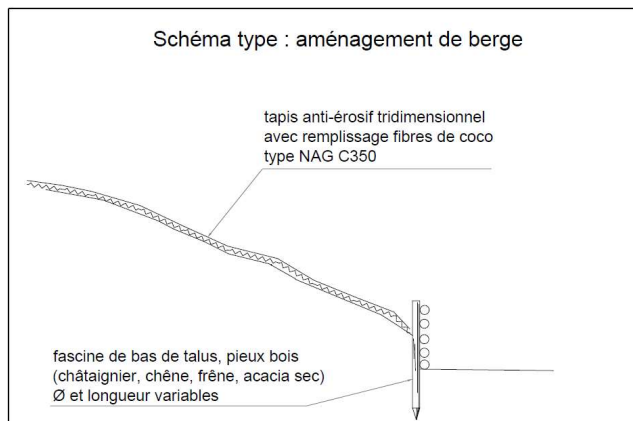 Schéma type : aménagement de berge
tapis anti-érosif tridimensionnel
avec remplissage fibres de coco
type NAG C350
fascine de bas de talus, pieux bois
(châtaignier, chêne, frêne, acacia sec)
Ø et longueur variables